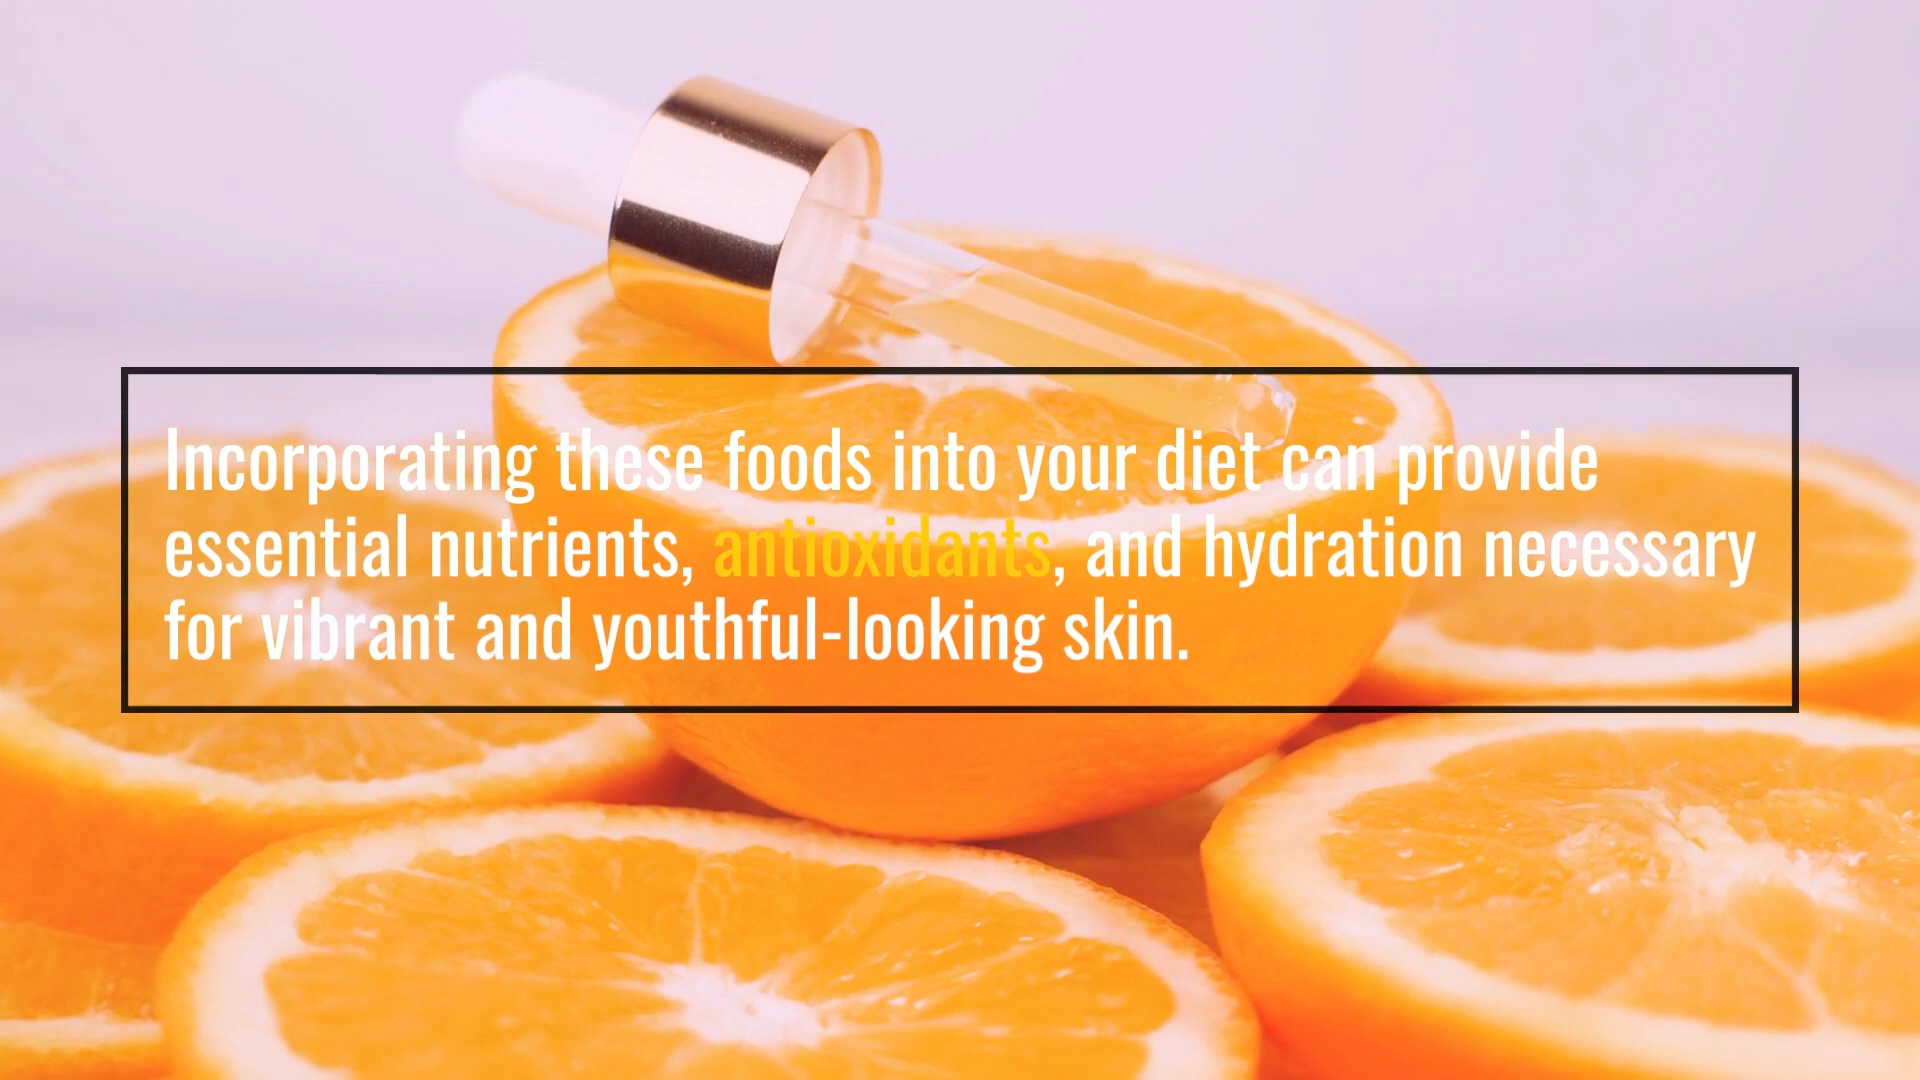 Incorporating these foods into your diet can provide
essential nutrients, antioxidants, and hydration necessary
for vibrant and youthful-looking skin.